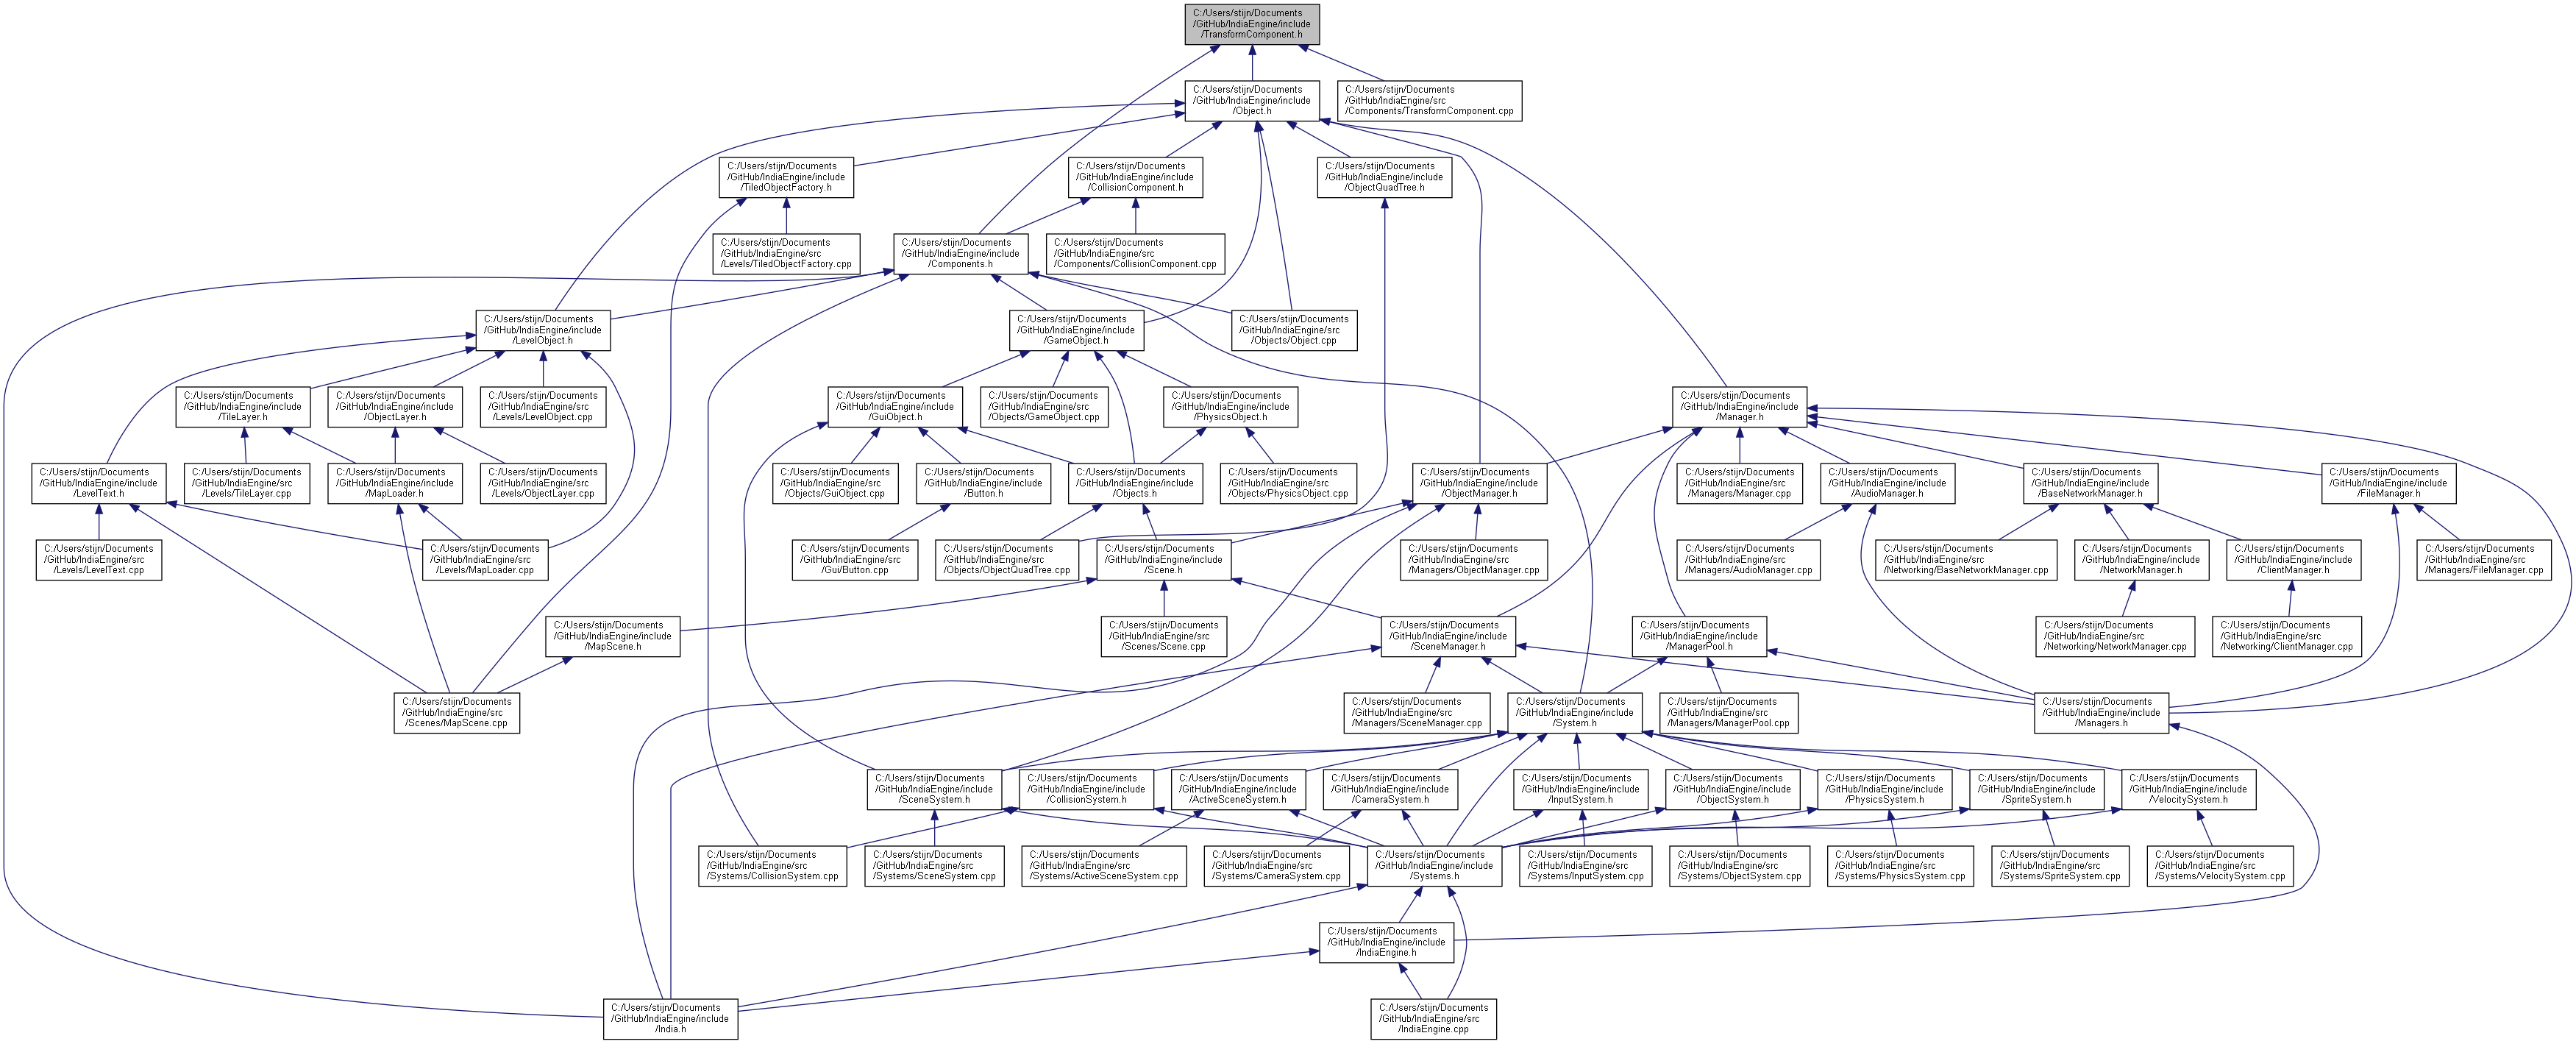 C:/Users/stijn/Documents
/GitHub/IndiaEngine/include
/TransformComponent.h
C:/Users/stijn/Documents
/GitHub/IndiaEngine/include
/Object.h
C:/Users/stijn/Documents
/GitHub/IndiaEngine/src
/Components/TransformComponent.cpp
C:/Users/stijn/Documents
/GitHub/IndiaEngine/include
/TiledObjectFactory.h
C:/Users/stijn/Documents
/GitHub/IndiaEngine/include
/CollisionComponent.h
C:/Users/stijn/Documents
/GitHub/IndiaEngine/include
/ObjectQuadTree.h
C:/Users/stijn/Documents
/GitHub/IndiaEngine/src
/Levels/TiledObjectFactory.cpp
C:/Users/stijn/Documents
/GitHub/IndiaEngine/include
/Components.h
C:/Users/stijn/Documents
/GitHub/IndiaEngine/src
/Components/CollisionComponent.cpp
C:/Users/stijn/Documents
/GitHub/IndiaEngine/include
/LevelObject.h
C:/Users/stijn/Documents
/GitHub/IndiaEngine/include
/GameObject.h
C:/Users/stijn/Documents
/GitHub/IndiaEngine/src
/Objects/Object.cpp
C:/Users/stijn/Documents
/GitHub/IndiaEngine/include
/TileLayer.h
C:/Users/stijn/Documents
/GitHub/IndiaEngine/include
/ObjectLayer.h
C:/Users/stijn/Documents
/GitHub/IndiaEngine/src
/Levels/LevelObject.cpp
C:/Users/stijn/Documents
/GitHub/IndiaEngine/include
/GuiObject.h
C:/Users/stijn/Documents
/GitHub/IndiaEngine/src
/Objects/GameObject.cpp
C:/Users/stijn/Documents
/GitHub/IndiaEngine/include
/PhysicsObject.h
C:/Users/stijn/Documents
/GitHub/IndiaEngine/include
/Manager.h
C:/Users/stijn/Documents
/GitHub/IndiaEngine/include
/LevelText.h
C:/Users/stijn/Documents
/GitHub/IndiaEngine/src
/Levels/TileLayer.cpp
C:/Users/stijn/Documents
/GitHub/IndiaEngine/include
/MapLoader.h
C:/Users/stijn/Documents
/GitHub/IndiaEngine/src
/Levels/ObjectLayer.cpp
C:/Users/stijn/Documents
/GitHub/IndiaEngine/src
/Objects/GuiObject.cpp
C:/Users/stijn/Documents
/GitHub/IndiaEngine/include
/Button.h
C:/Users/stijn/Documents
/GitHub/IndiaEngine/include
/Objects.h
C:/Users/stijn/Documents
/GitHub/IndiaEngine/src
/Objects/PhysicsObject.cpp
C:/Users/stijn/Documents
/GitHub/IndiaEngine/include
/ObjectManager.h
C:/Users/stijn/Documents
/GitHub/IndiaEngine/src
/Managers/Manager.cpp
C:/Users/stijn/Documents
/GitHub/IndiaEngine/include
/AudioManager.h
C:/Users/stijn/Documents
/GitHub/IndiaEngine/include
/BaseNetworkManager.h
C:/Users/stijn/Documents
/GitHub/IndiaEngine/include
/FileManager.h
C:/Users/stijn/Documents
/GitHub/IndiaEngine/src
/Levels/LevelText.cpp
C:/Users/stijn/Documents
/GitHub/IndiaEngine/src
/Levels/MapLoader.cpp
C:/Users/stijn/Documents
/GitHub/IndiaEngine/src
/Gui/Button.cpp
C:/Users/stijn/Documents
/GitHub/IndiaEngine/src
/Objects/ObjectQuadTree.cpp
C:/Users/stijn/Documents
/GitHub/IndiaEngine/include
/Scene.h
C:/Users/stijn/Documents
/GitHub/IndiaEngine/src
/Managers/ObjectManager.cpp
C:/Users/stijn/Documents
/GitHub/IndiaEngine/src
/Managers/AudioManager.cpp
C:/Users/stijn/Documents
/GitHub/IndiaEngine/src
/Networking/BaseNetworkManager.cpp
C:/Users/stijn/Documents
/GitHub/IndiaEngine/include
/NetworkManager.h
C:/Users/stijn/Documents
/GitHub/IndiaEngine/include
/ClientManager.h
C:/Users/stijn/Documents
/GitHub/IndiaEngine/src
/Managers/FileManager.cpp
C:/Users/stijn/Documents
/GitHub/IndiaEngine/include
/MapScene.h
C:/Users/stijn/Documents
/GitHub/IndiaEngine/src
/Scenes/Scene.cpp
C:/Users/stijn/Documents
/GitHub/IndiaEngine/include
/SceneManager.h
C:/Users/stijn/Documents
/GitHub/IndiaEngine/include
/ManagerPool.h
C:/Users/stijn/Documents
/GitHub/IndiaEngine/src
/Networking/NetworkManager.cpp
C:/Users/stijn/Documents
/GitHub/IndiaEngine/src
/Networking/ClientManager.cpp
C:/Users/stijn/Documents
/GitHub/IndiaEngine/src
/Scenes/MapScene.cpp
C:/Users/stijn/Documents
/GitHub/IndiaEngine/src
/Managers/SceneManager.cpp
C:/Users/stijn/Documents
/GitHub/IndiaEngine/include
/System.h
C:/Users/stijn/Documents
/GitHub/IndiaEngine/src
/Managers/ManagerPool.cpp
C:/Users/stijn/Documents
/GitHub/IndiaEngine/include
/Managers.h
C:/Users/stijn/Documents
/GitHub/IndiaEngine/include
/SceneSystem.h
C:/Users/stijn/Documents
/GitHub/IndiaEngine/include
/CollisionSystem.h
C:/Users/stijn/Documents
/GitHub/IndiaEngine/include
/ActiveSceneSystem.h
C:/Users/stijn/Documents
/GitHub/IndiaEngine/include
/CameraSystem.h
C:/Users/stijn/Documents
/GitHub/IndiaEngine/include
/InputSystem.h
C:/Users/stijn/Documents
/GitHub/IndiaEngine/include
/ObjectSystem.h
C:/Users/stijn/Documents
/GitHub/IndiaEngine/include
/PhysicsSystem.h
C:/Users/stijn/Documents
/GitHub/IndiaEngine/include
/SpriteSystem.h
C:/Users/stijn/Documents
/GitHub/IndiaEngine/include
/VelocitySystem.h
C:/Users/stijn/Documents
/GitHub/IndiaEngine/src
/Systems/CollisionSystem.cpp
C:/Users/stijn/Documents
/GitHub/IndiaEngine/src
/Systems/SceneSystem.cpp
C:/Users/stijn/Documents
/GitHub/IndiaEngine/src
/Systems/ActiveSceneSystem.cpp
C:/Users/stijn/Documents
/GitHub/IndiaEngine/src
/Systems/CameraSystem.cpp
C:/Users/stijn/Documents
/GitHub/IndiaEngine/include
/Systems.h
C:/Users/stijn/Documents
/GitHub/IndiaEngine/src
/Systems/InputSystem.cpp
C:/Users/stijn/Documents
/GitHub/IndiaEngine/src
/Systems/ObjectSystem.cpp
C:/Users/stijn/Documents
/GitHub/IndiaEngine/src
/Systems/PhysicsSystem.cpp
C:/Users/stijn/Documents
/GitHub/IndiaEngine/src
/Systems/SpriteSystem.cpp
C:/Users/stijn/Documents
/GitHub/IndiaEngine/src
/Systems/VelocitySystem.cpp
C:/Users/stijn/Documents
/GitHub/IndiaEngine/include
/IndiaEngine.h
C:/Users/stijn/Documents
/GitHub/IndiaEngine/include
/India.h
C:/Users/stijn/Documents
/GitHub/IndiaEngine/src
/IndiaEngine.cpp